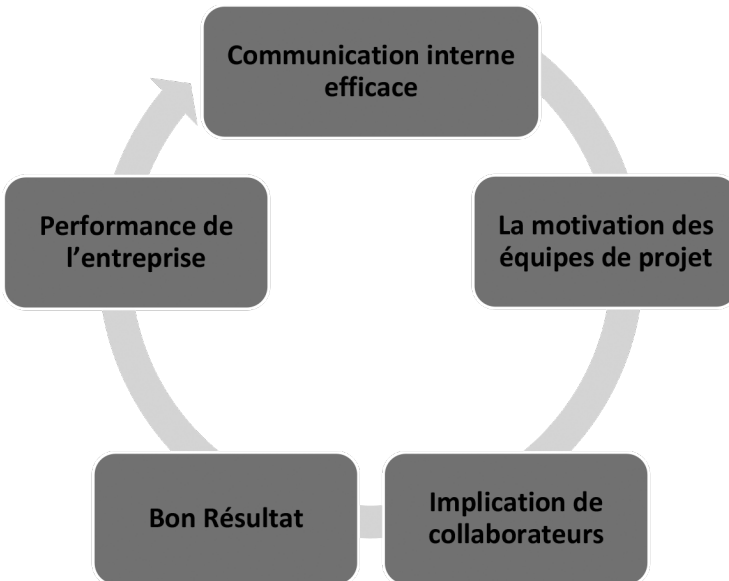 Communication interne
efficace
La motivation des
équipes de projet
Implication de
collaborateurs
Bon Résultat
Performance de
l’entreprise